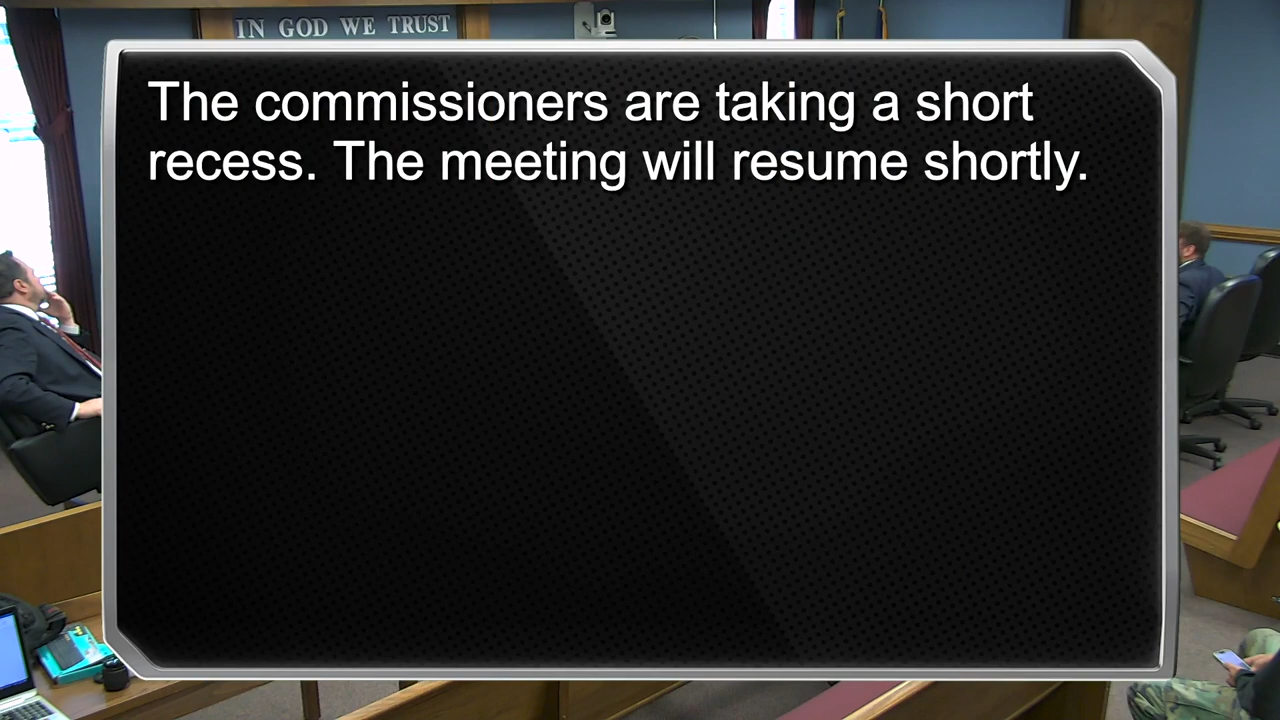 IN GOD WE TRUST
The commissioners are taking a short
recess. The meeting will resume shortly.